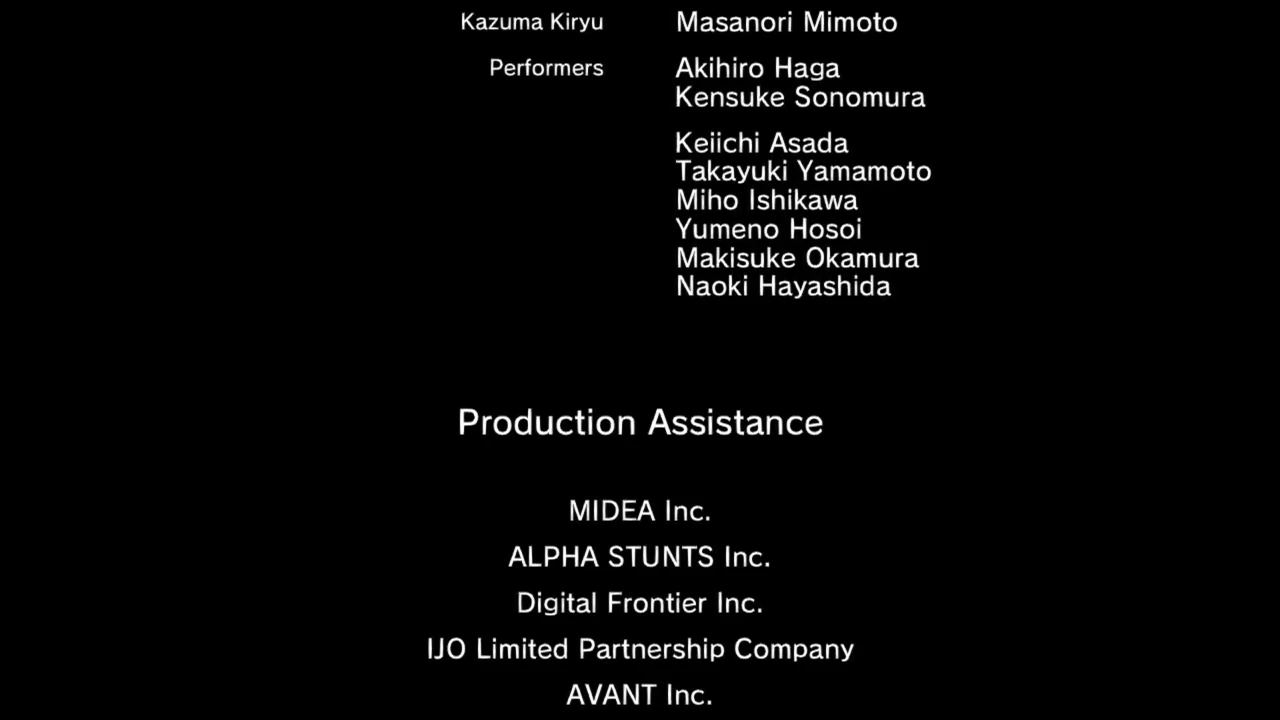 Kazuma Kiryu Masanori Mimoto
Performers Akihiro Haga
Kensuke Sonomura
Keiichi Asada
Takayuki Yamamoto
Miho Ishikawa
Yumeno Hosoi
Makisuke Okamura
Naoki Hayashida
Production Assistance
MIDEA Inc.
ALPHA STUNTS Inc.
Digital Frontier Inc.
IJO Limited Partnership Company
AVANT Inc.